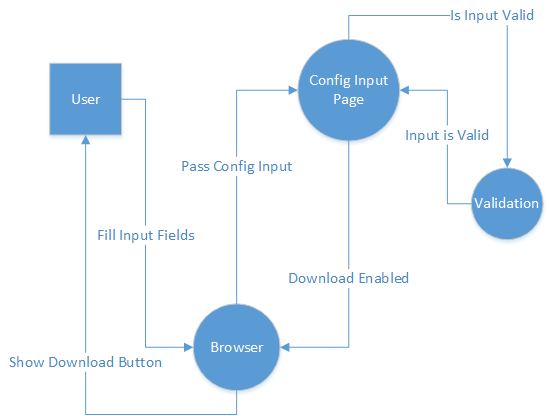 Is Input Valid
Config Input
Page
User
Input is Valid
Pass Config Input
Validation
Fill Input Fields
Download Enabled
Browser
Show Download Button